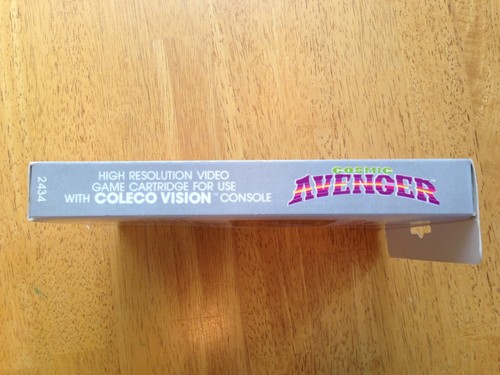 2434
HIGH RESOLUTION VIDEO
GAME CARTRIDGE FOR USE
WITH COLECO VISION™ CONSOLE
COSMIC
AVENGER